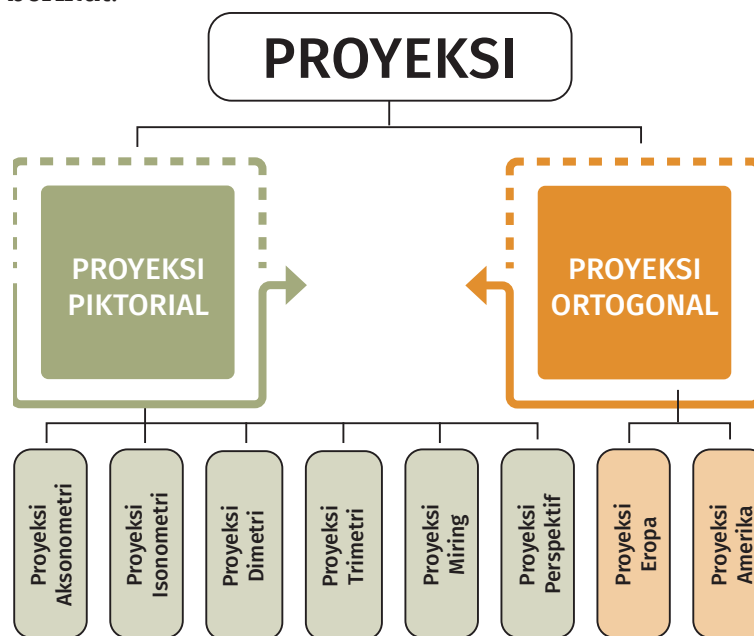 PROYEKSI
PROYEKSI
PIKTORIAL
PROYEKSI
ORTOGONAL
Proyeksi
Aksonometri
Proyeksi
Isonometri
Proyeksi
Dimetri
Proyeksi
Trimetri
Proyeksi
Miring
Proyeksi
Perspektif
Proyeksi
Eropa
Proyeksi
Amerika